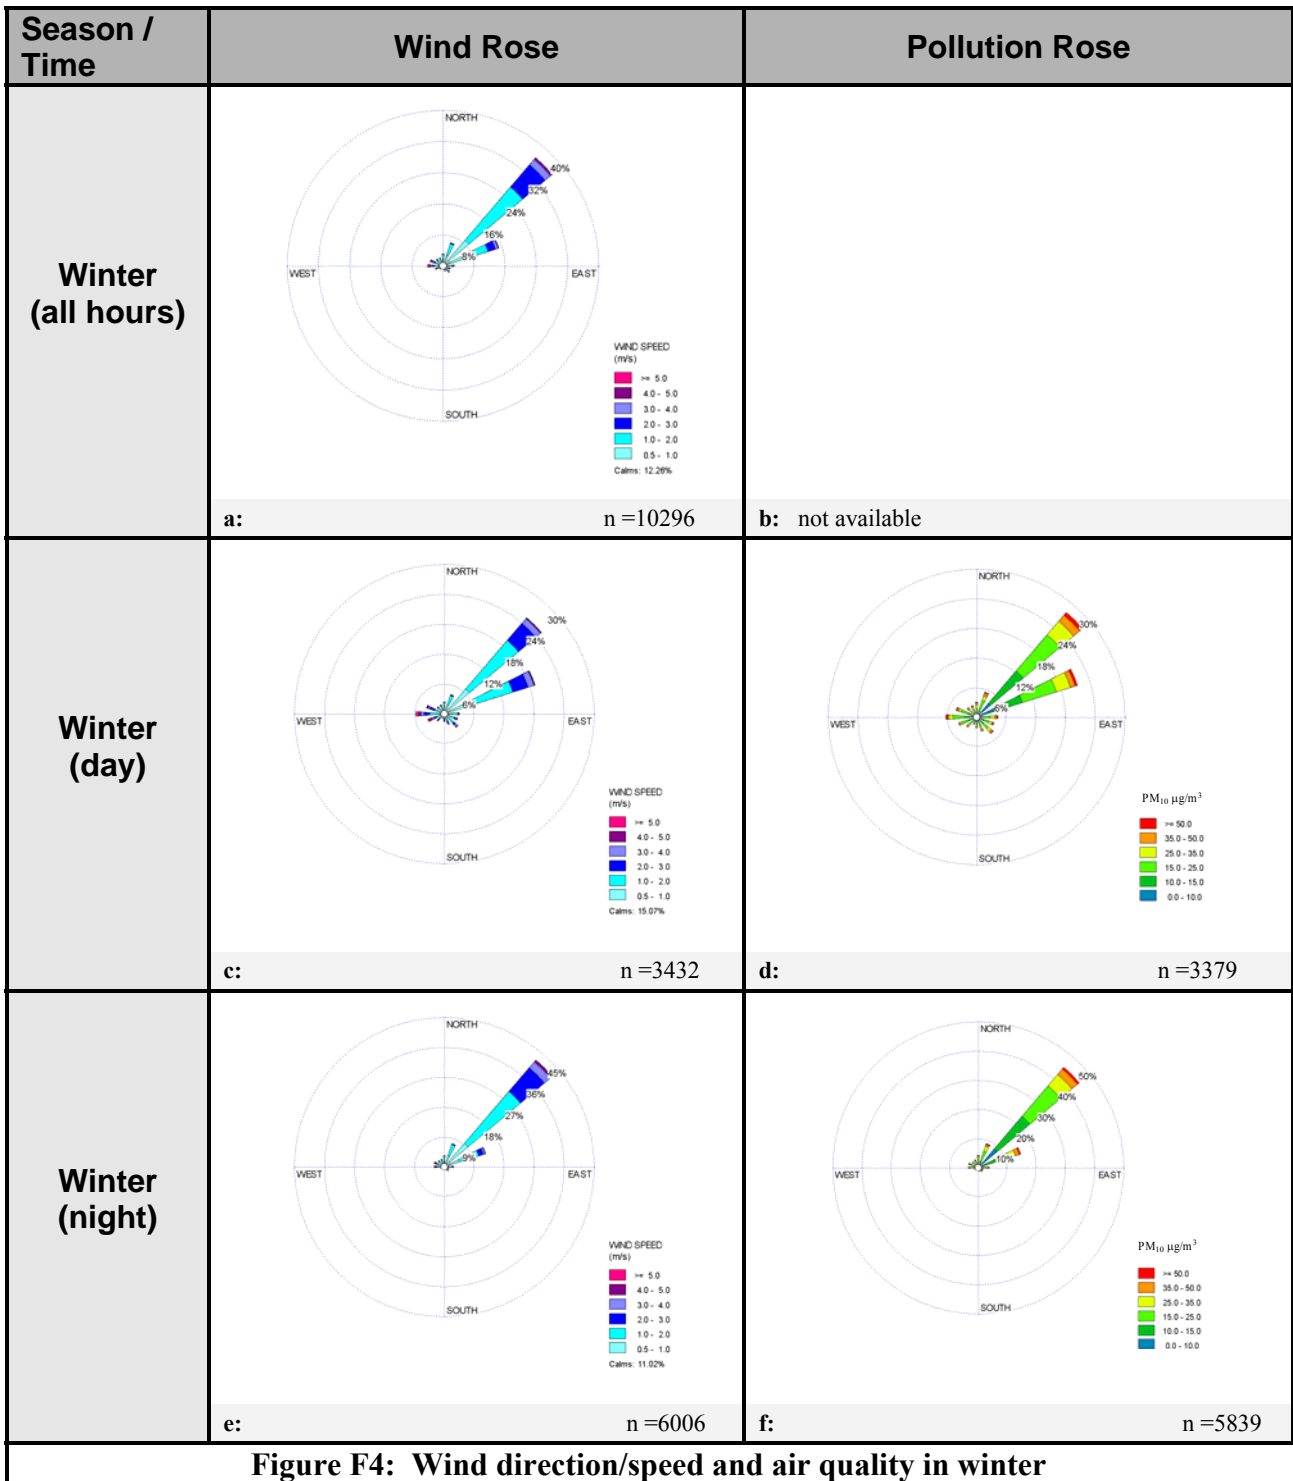 Season / Time
Wind Rose
Pollution Rose
Winter
(all hours)
NORTH
40%
32%
24%
16%
8%
WEST
EAST
SOUTH
WIND SPEED
(m/s)
>= 5.0
4.0 - 5.0
3.0 - 4.0
2.0 - 3.0
1.0 - 2.0
0.5 - 1.0
Calms: 12.26%
a: n =10296
b: not available
Winter
(day)
NORTH
30%
24%
18%
12%
6%
WEST
EAST
SOUTH
WIND SPEED
(m/s)
>= 5.0
4.0 - 5.0
3.0 - 4.0
2.0 - 3.0
1.0 - 2.0
0.5 - 1.0
Calms: 15.07%
c: n =3432
NORTH
30%
24%
18%
12%
6%
WEST
EAST
SOUTH
PM₁₀ µg/m³
>= 50.0
35.0 - 50.0
25.0 - 35.0
15.0 - 25.0
10.0 - 15.0
0.0 - 10.0
d: n =3379
Winter
(night)
NORTH
45%
36%
27%
18%
9%
WEST
EAST
SOUTH
WIND SPEED
(m/s)
>= 5.0
4.0 - 5.0
3.0 - 4.0
2.0 - 3.0
1.0 - 2.0
0.5 - 1.0
Calms: 11.02%
e: n =6006
NORTH
50%
40%
30%
20%
10%
WEST
EAST
SOUTH
PM₁₀ µg/m³
>= 50.0
35.0 - 50.0
25.0 - 35.0
15.0 - 25.0
10.0 - 15.0
0.0 - 10.0
f: n =5839
Figure F4: Wind direction/speed and air quality in winter